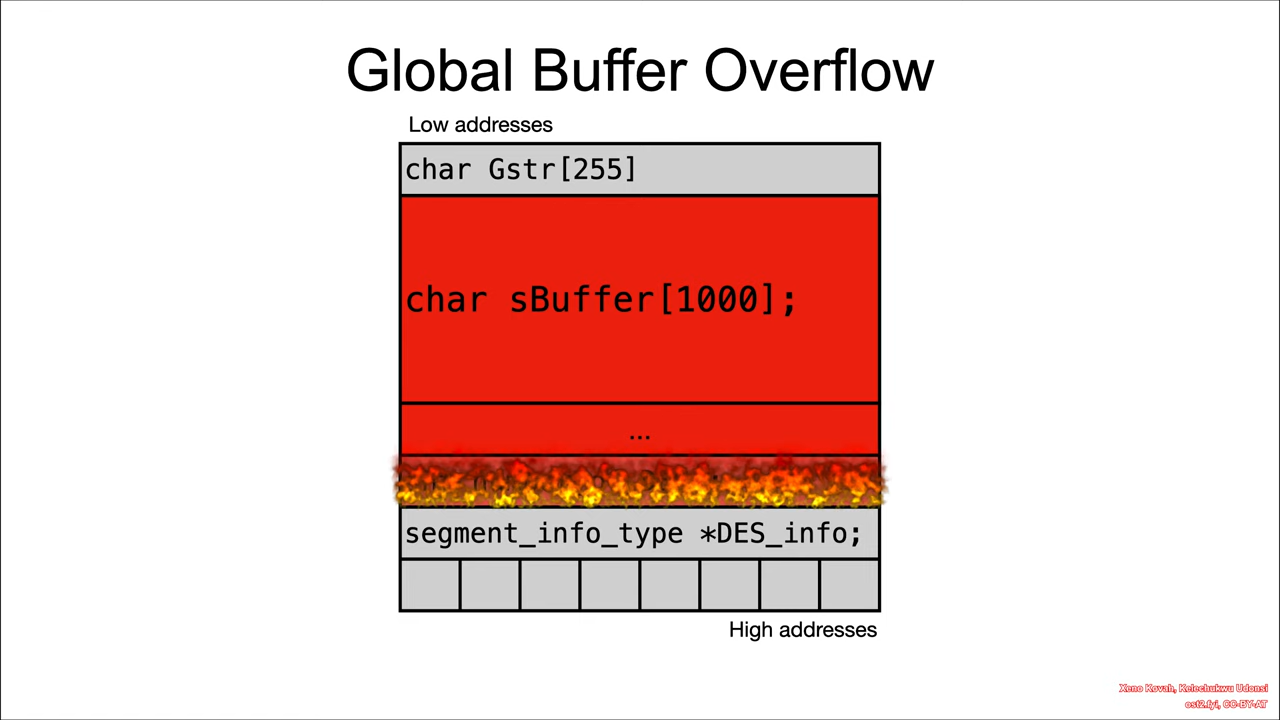 Global Buffer Overflow
Low addresses
char Gstr[255]
char sBuffer[1000];
...
segment_info_type *DES_info;
High addresses
Xeno Kovah, Kelechukwu Udonsi
ost2.fyi, CC-BY-AT